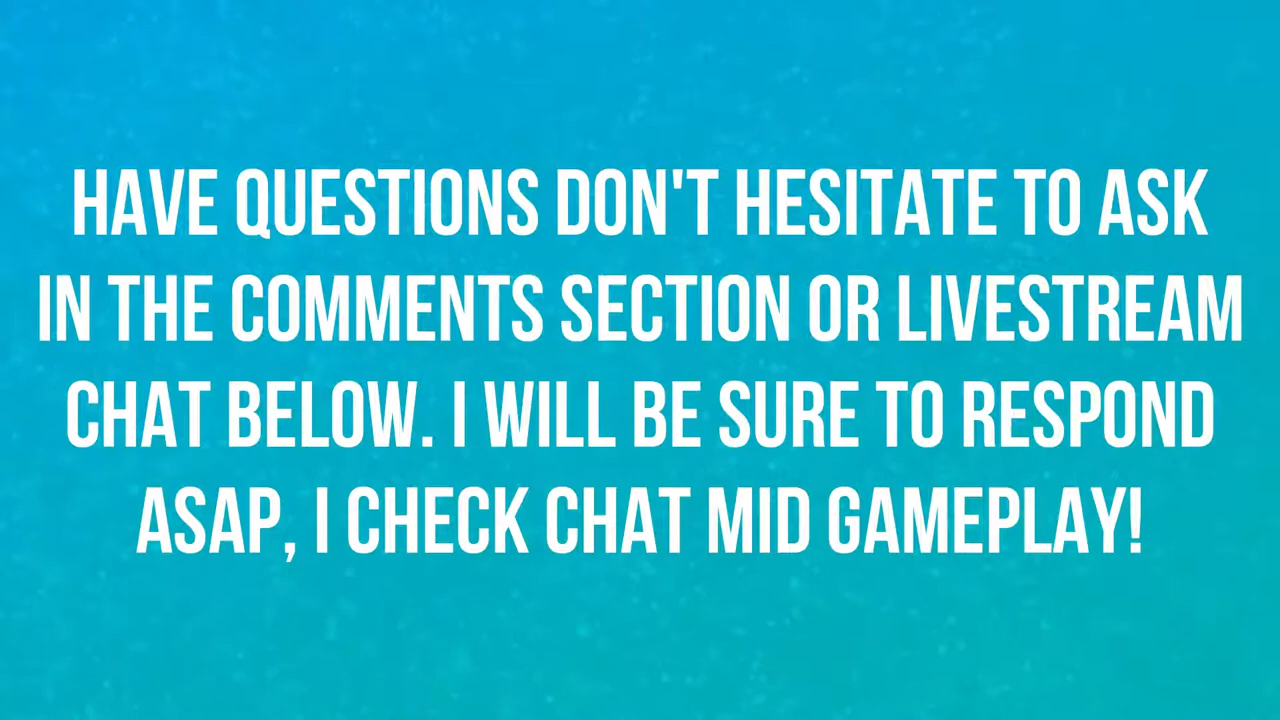 HAVE QUESTIONS DON'T HESITATE TO ASK
IN THE COMMENTS SECTION OR LIVESTREAM
CHAT BELOW. I WILL BE SURE TO RESPOND
ASAP, I CHECK CHAT MID GAMEPLAY!